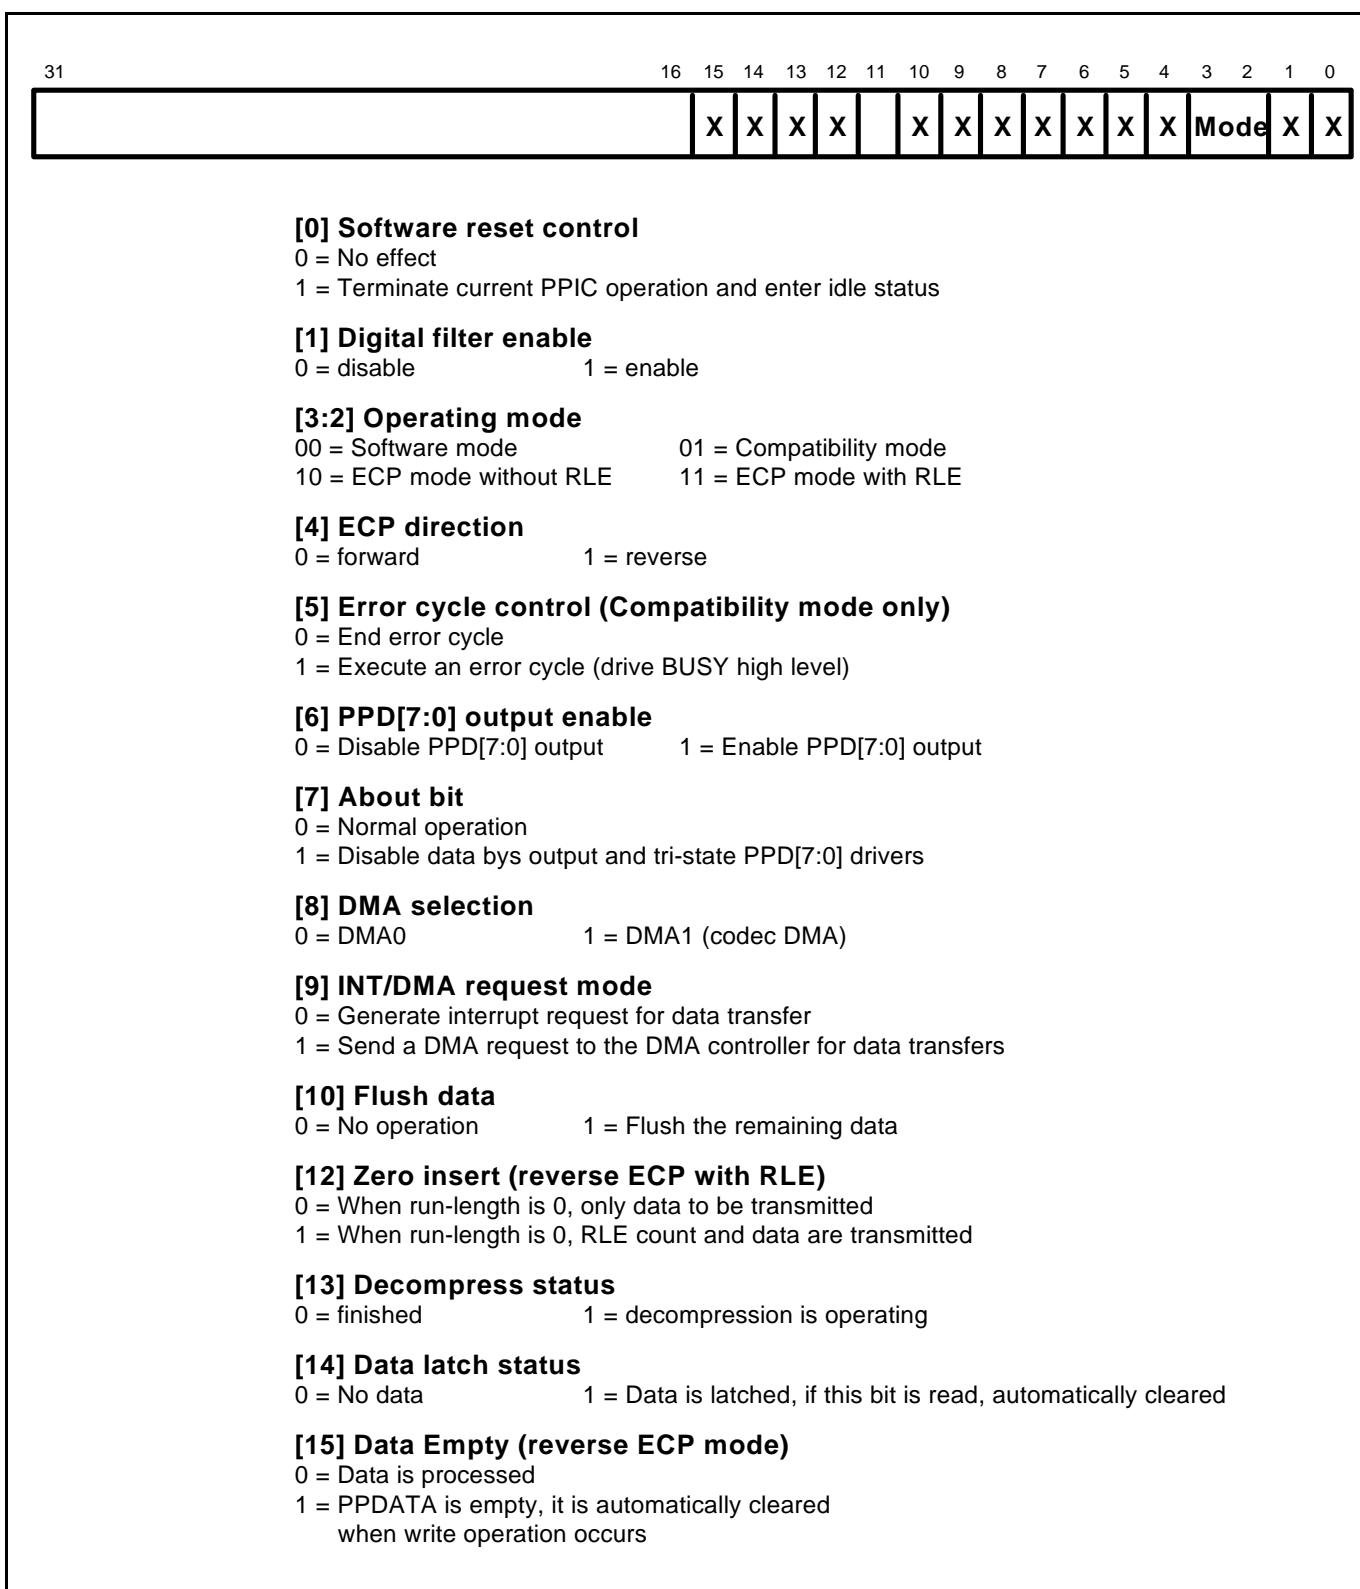 31 16 15 14 13 12 11 10 9 8 7 6 5 4 3 2 1 0
X X X X X X X X X X X Mode X X
[0] Software reset control
0 = No effect
1 = Terminate current PPIC operation and enter idle status
[1] Digital filter enable
0 = disable 1 = enable
[3:2] Operating mode
00 = Software mode 01 = Compatibility mode
10 = ECP mode without RLE 11 = ECP mode with RLE
[4] ECP direction
0 = forward 1 = reverse
[5] Error cycle control (Compatibility mode only)
0 = End error cycle
1 = Execute an error cycle (drive BUSY high level)
[6] PPD[7:0] output enable
0 = Disable PPD[7:0] output 1 = Enable PPD[7:0] output
[7] About bit
0 = Normal operation
1 = Disable data bys output and tri-state PPD[7:0] drivers
[8] DMA selection
0 = DMA0 1 = DMA1 (codec DMA)
[9] INT/DMA request mode
0 = Generate interrupt request for data transfer
1 = Send a DMA request to the DMA controller for data transfers
[10] Flush data
0 = No operation 1 = Flush the remaining data
[12] Zero insert (reverse ECP with RLE)
0 = When run-length is 0, only data to be transmitted
1 = When run-length is 0, RLE count and data are transmitted
[13] Decompress status
0 = finished 1 = decompression is operating
[14] Data latch status
0 = No data 1 = Data is latched, if this bit is read, automatically cleared
[15] Data Empty (reverse ECP mode)
0 = Data is processed
1 = PPDATA is empty, it is automatically cleared
when write operation occurs